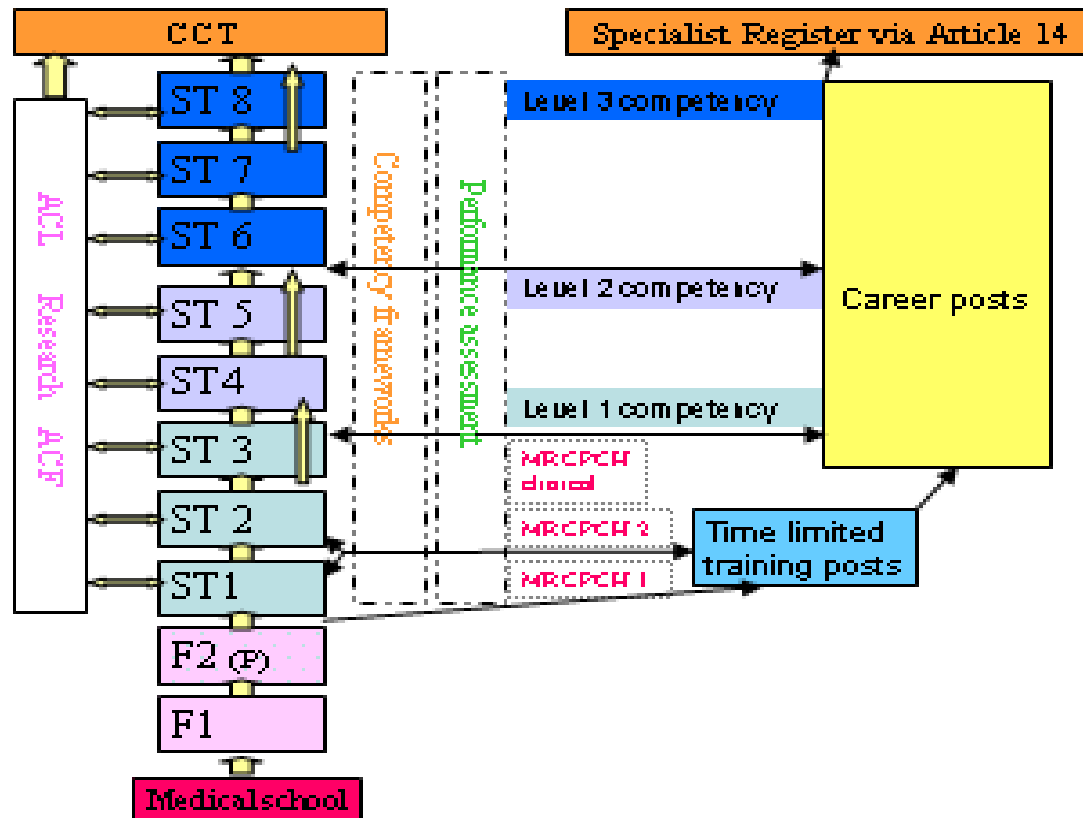 CCT
Specialist Register via Article 14
ST 8
Level 3 competency
ST 7
ST 6
ACL Research ACF
Competency frameworks
Performance assessment
Level 2 competency
Career posts
ST 5
ST4
Level 1 competency
ST 3
MRCPCH
clinical
ST 2
MRCPCH 2
Time limited
training posts
ST1
MRCPCH 1
F2 (P)
F1
Medical school